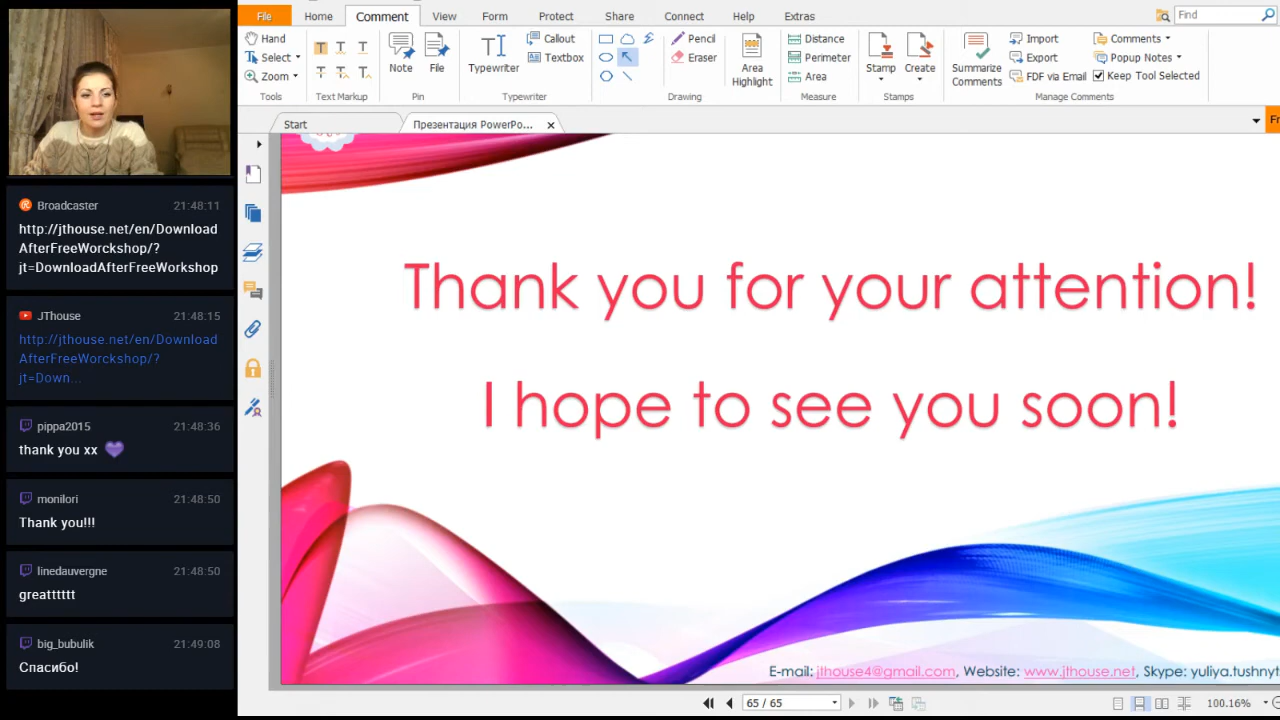 File Home Comment View Form Protect Share Connect Help Extras Find
Hand
Select
Zoom
Tools
T T T
T T T
Text Markup
Note
File
Pin
Typewriter
Callout
Textbox
Typewriter
Pencil
Eraser
Area Highlight
Drawing
Distance
Perimeter
Area
Measure
Stamp
Create
Stamps
Summarize Comments
Import
Export
FDF via Email
Comments
Popup Notes
Keep Tool Selected
Manage Comments
Start
Презентация PowerPo...
Broadcaster 21:48:11
http://jthouse.net/en/Download
AfterFreeWorckshop/?
jt=DownloadAfterFreeWorkshop
JThouse 21:48:15
http://jthouse.net/en/Download
AfterFreeWorckshop/?
jt=Down...
pippa2015 21:48:36
thank you xx
monilori 21:48:50
Thank you!!!
linedauvergne 21:48:50
greatttttt
big_bubulik 21:49:08
Спасибо!
Thank you for your attention!
I hope to see you soon!
E-mail: jthouse4@gmail.com, Website: www.jthouse.net, Skype: yuliya.tushnyt
65 / 65
100.16%